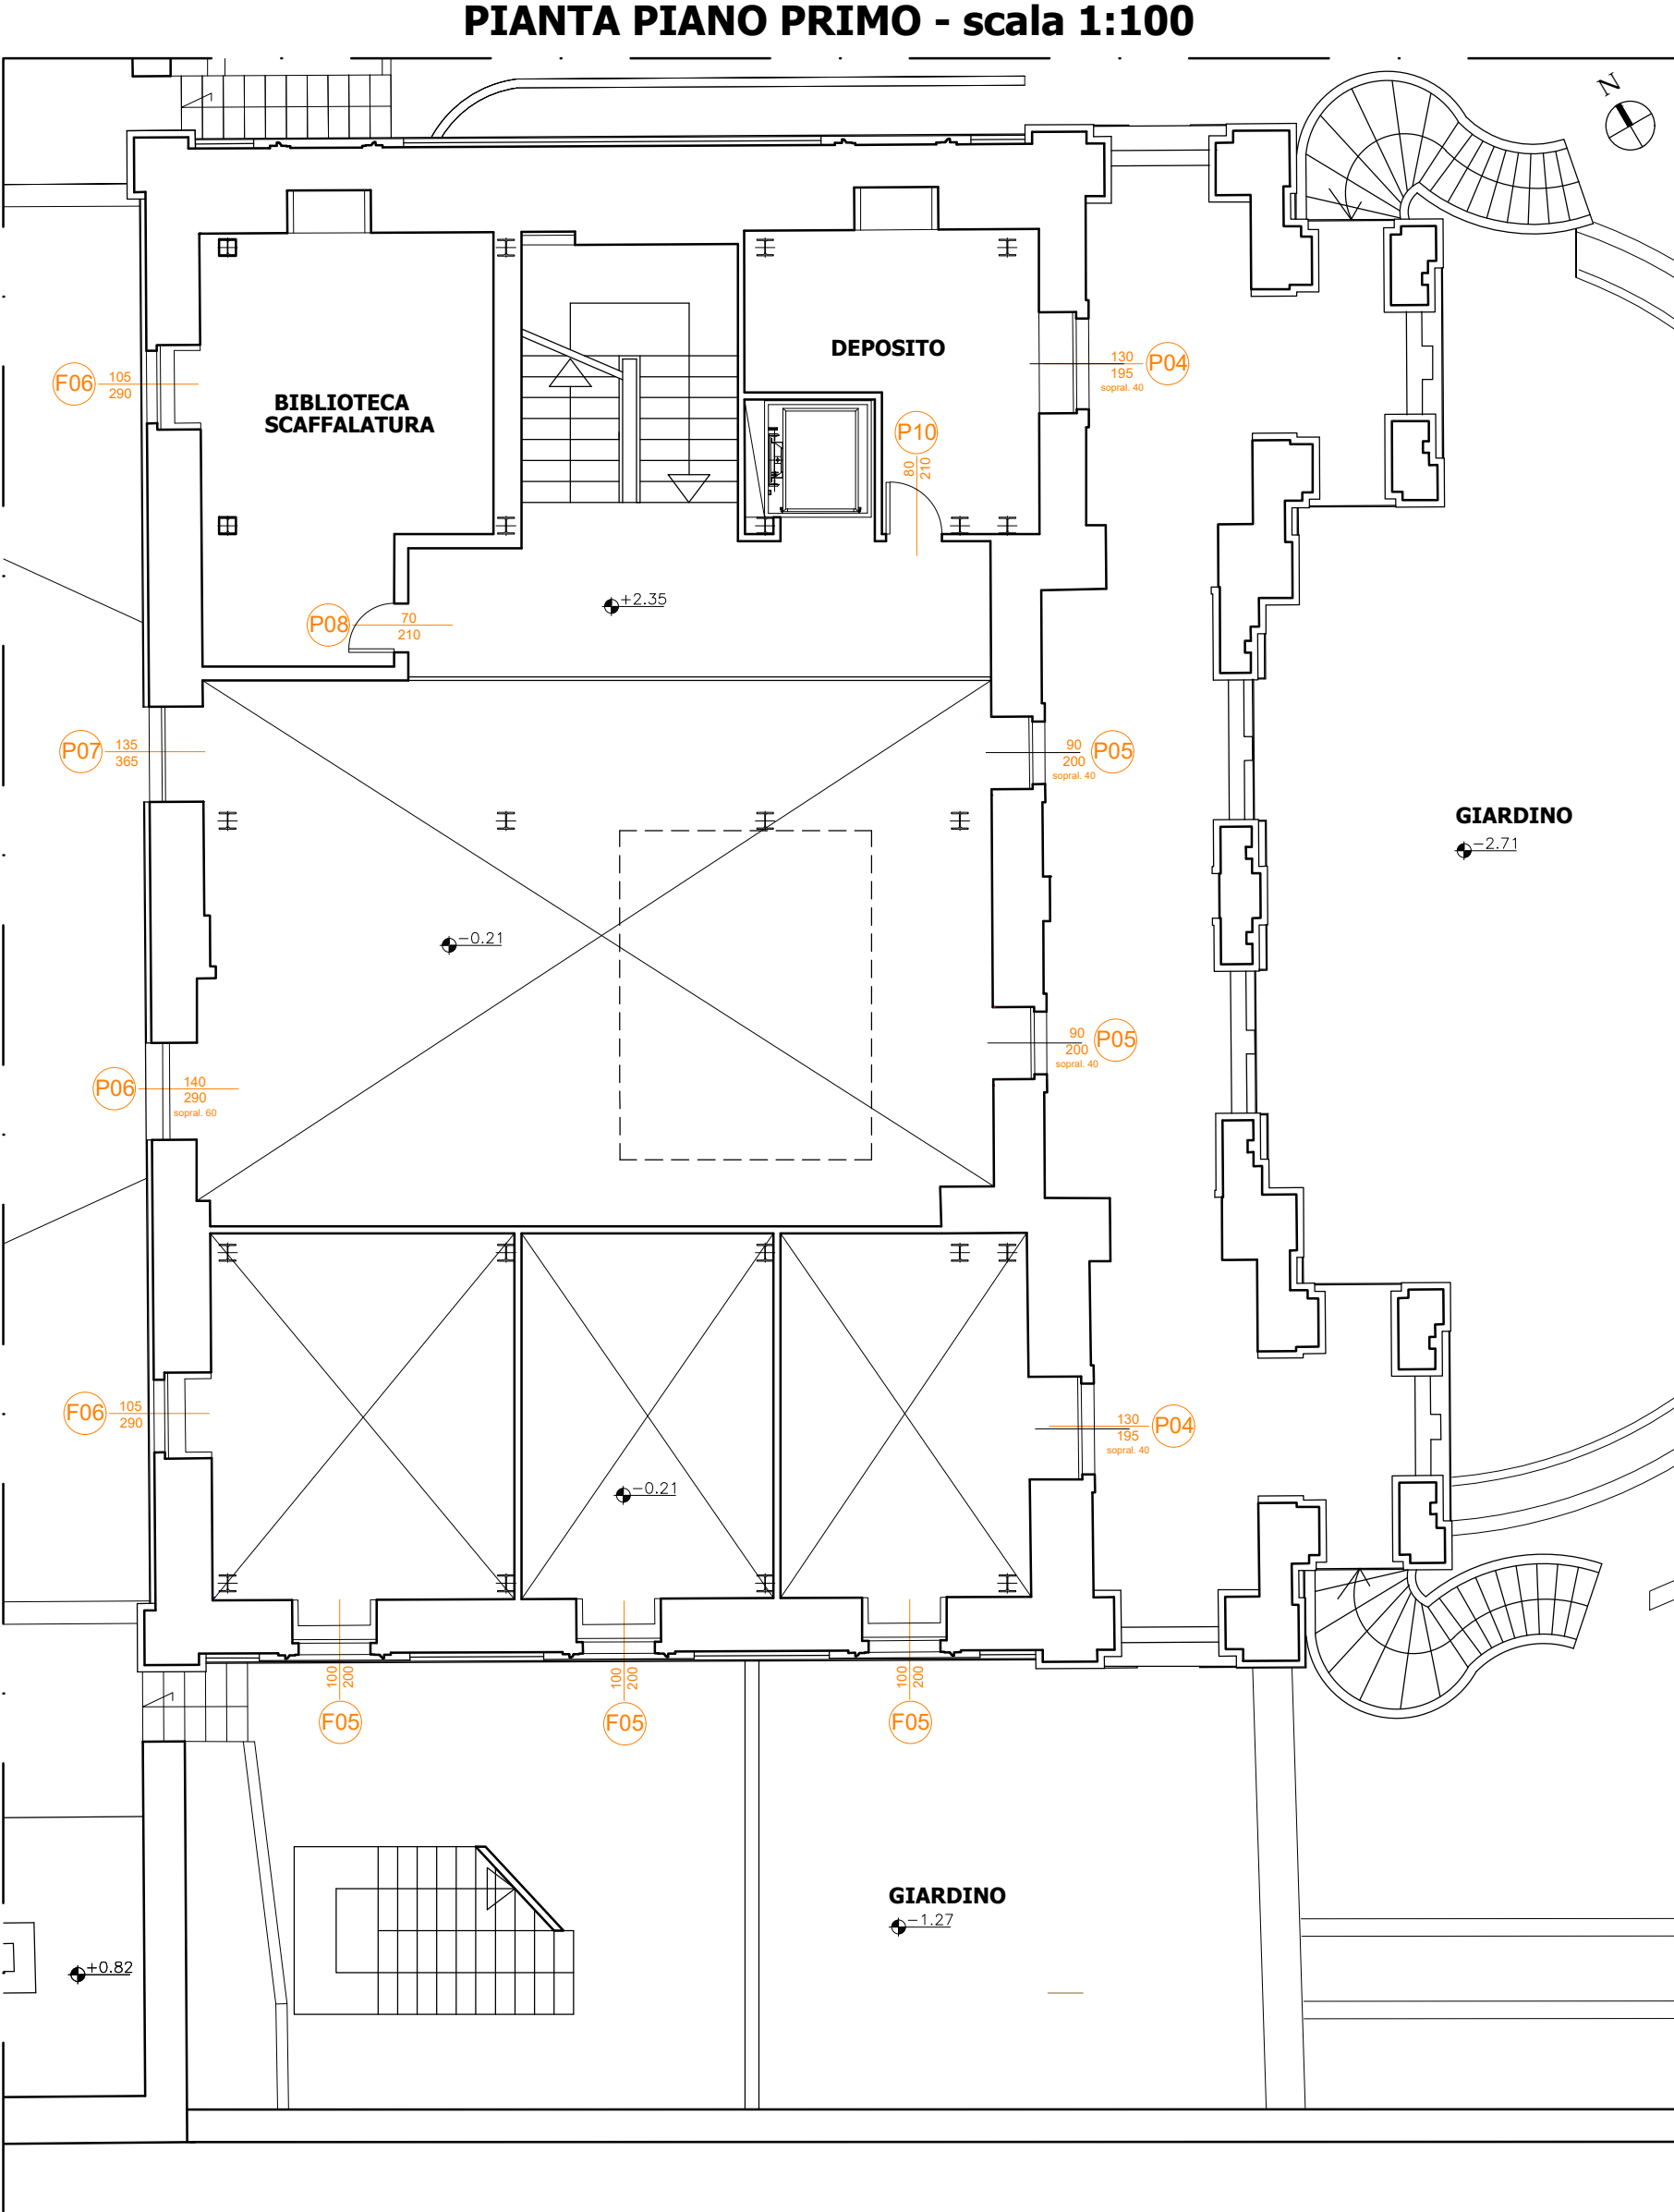 PIANTA PIANO PRIMO - scala 1:100
N
DEPOSITO
130
195
sopral. 40
P04
F06
105
290
BIBLIOTECA
SCAFFALATURA
P10
80
210
+2.35
P08
70
210
P07
135
365
90
200
sopral. 40
P05
GIARDINO
-2.71
-0.21
90
200
sopral. 40
P05
P06
140
290
sopral. 60
F06
105
290
130
195
sopral. 40
P04
-0.21
100
200
F05
100
200
F05
100
200
F05
GIARDINO
-1.27
+0.82